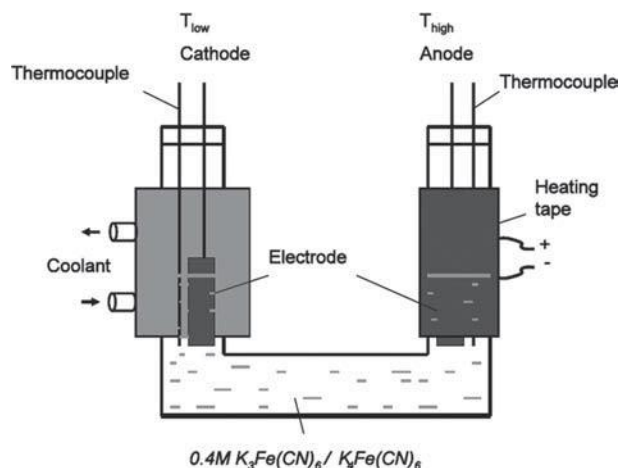 T_low
T_high
Cathode
Anode
Thermocouple
Thermocouple
Heating
tape
+
-
Coolant
Electrode
0.4M K₃Fe(CN)₆ / K₄Fe(CN)₆